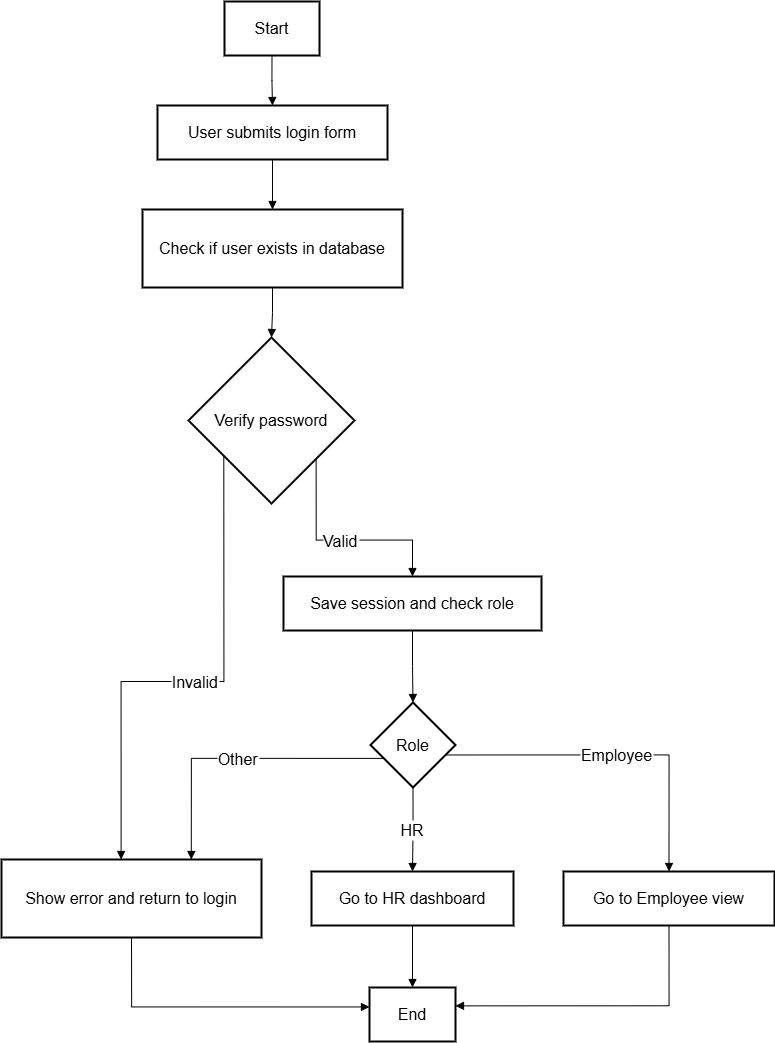 Start
User submits login form
Check if user exists in database
Verify password
Valid
Save session and check role
Invalid
Role
Other
Employee
HR
Show error and return to login
Go to HR dashboard
Go to Employee view
End